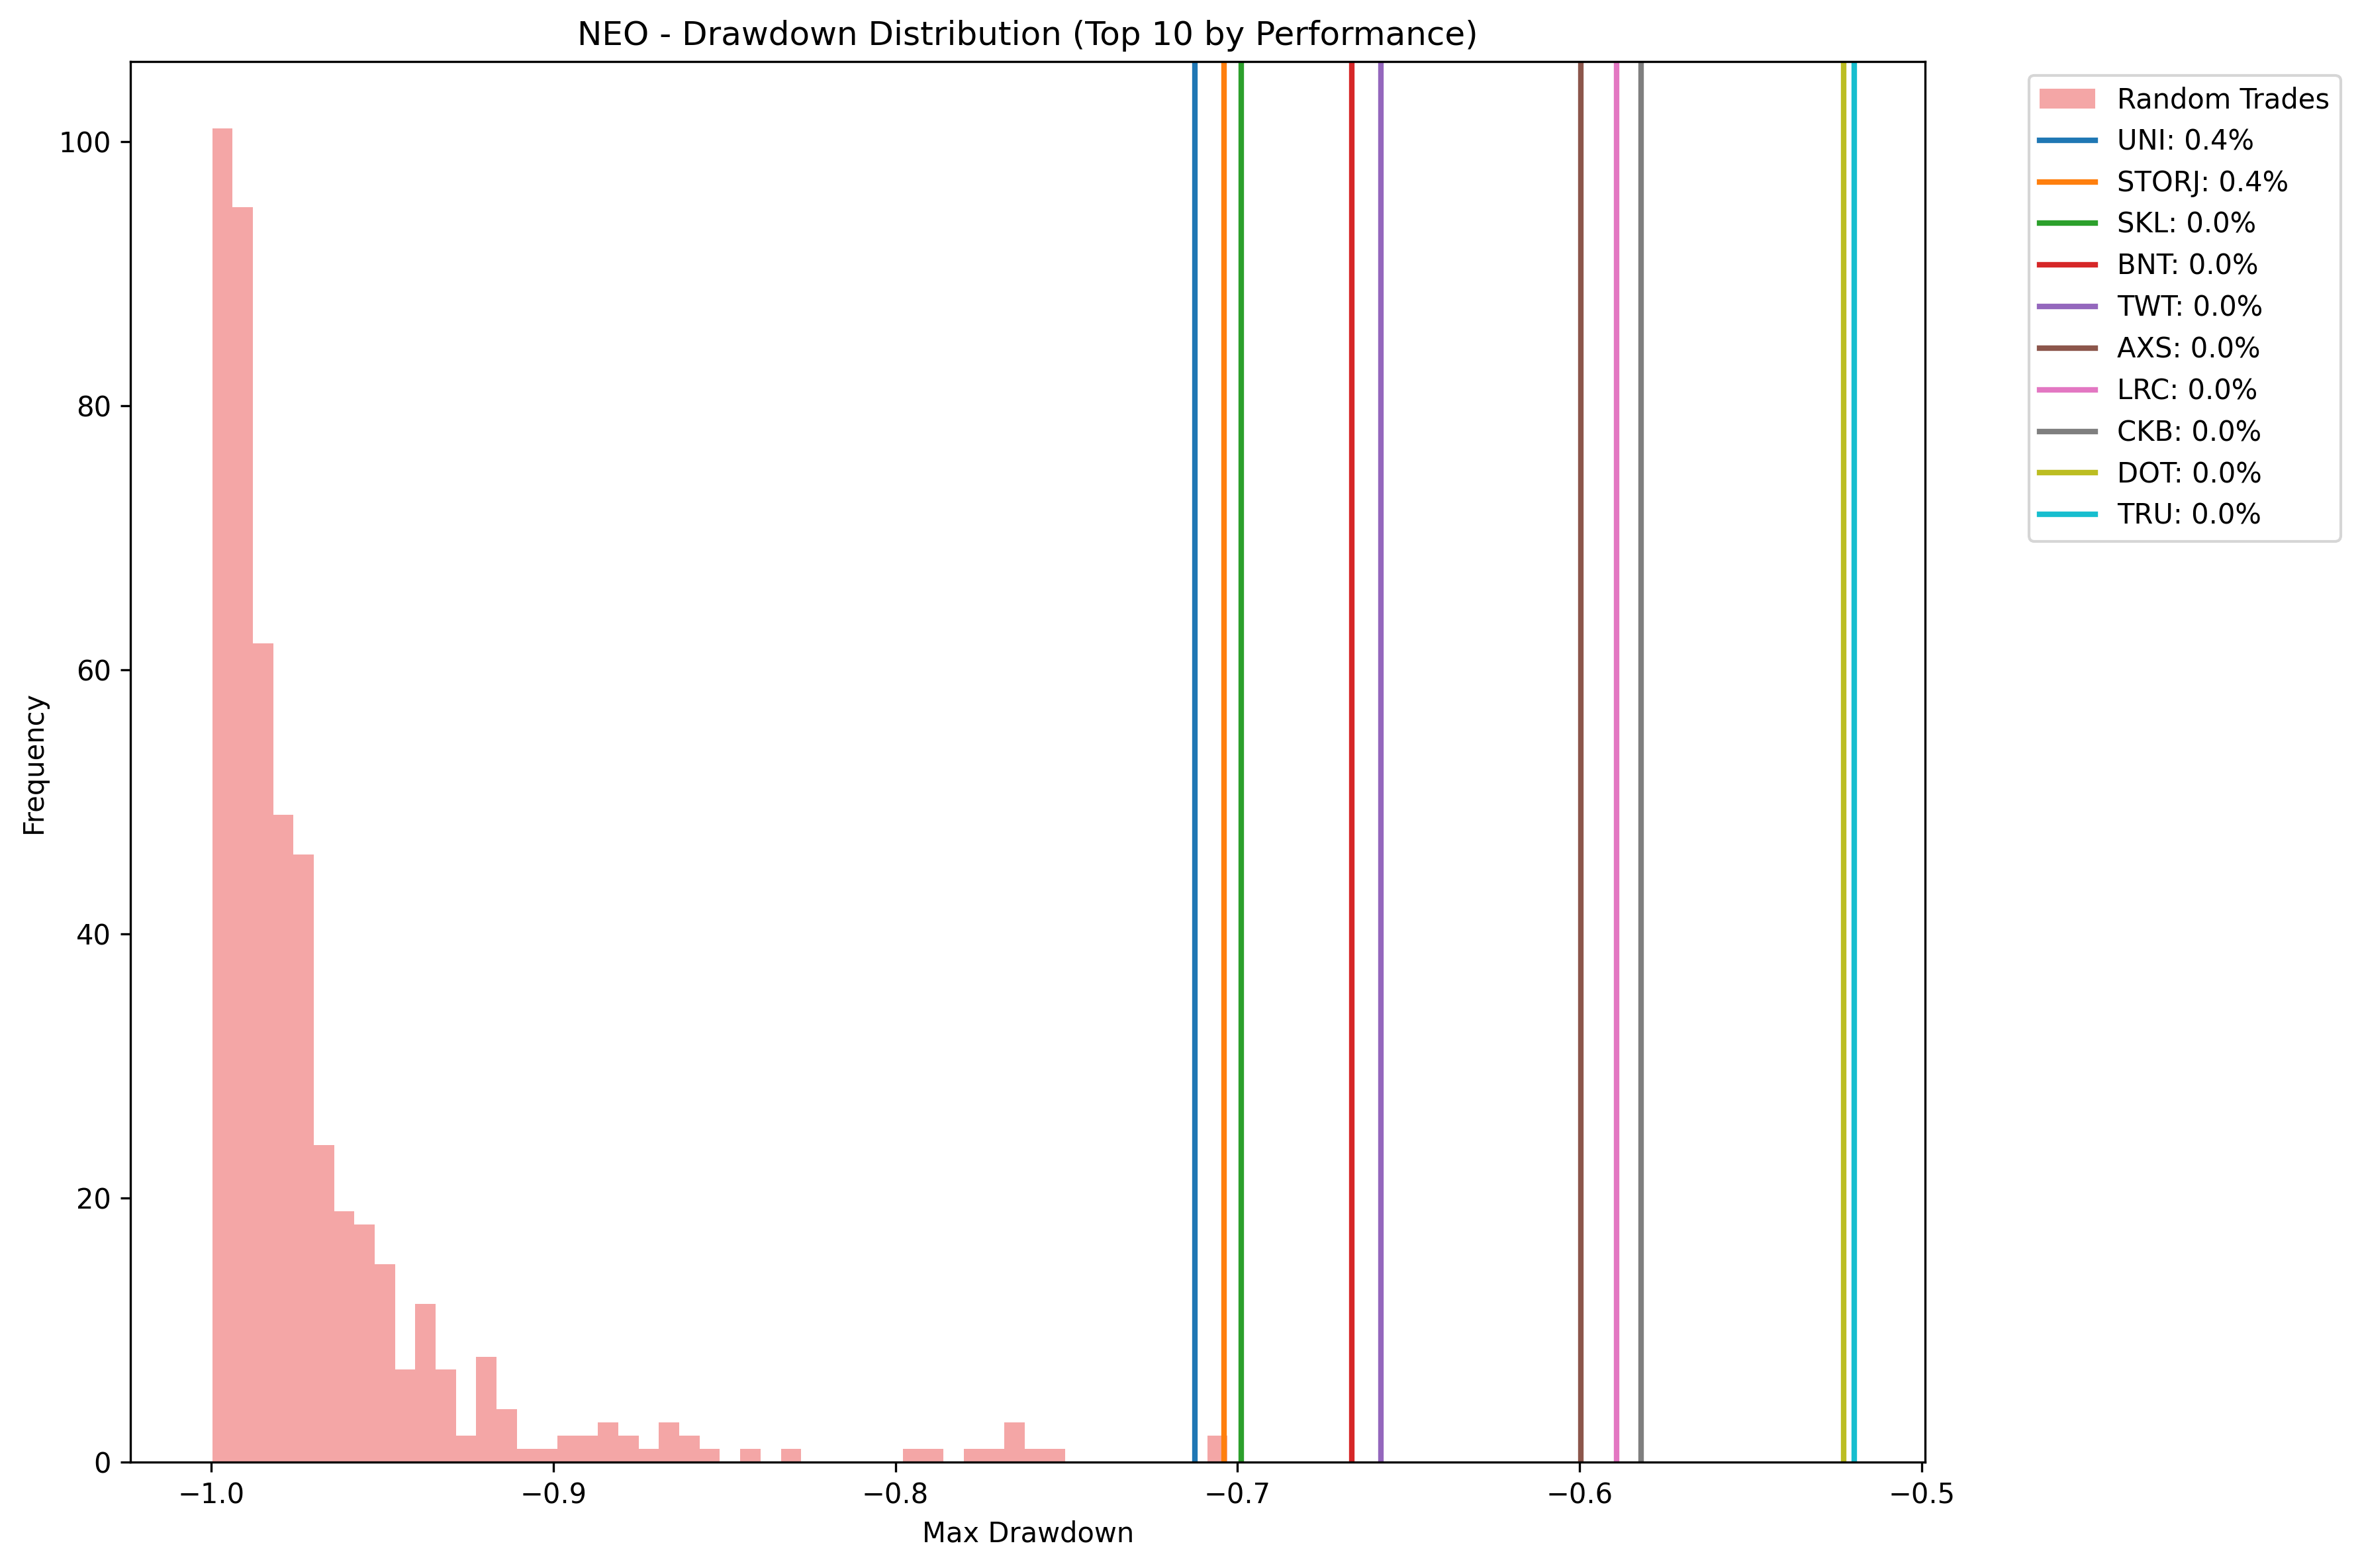 NEO - Drawdown Distribution (Top 10 by Performance)
Frequency
100
80
60
40
20
0
−1.0
−0.9
−0.8
−0.7
−0.6
−0.5
Max Drawdown
Random Trades
UNI: 0.4%
STORJ: 0.4%
SKL: 0.0%
BNT: 0.0%
TWT: 0.0%
AXS: 0.0%
LRC: 0.0%
CKB: 0.0%
DOT: 0.0%
TRU: 0.0%